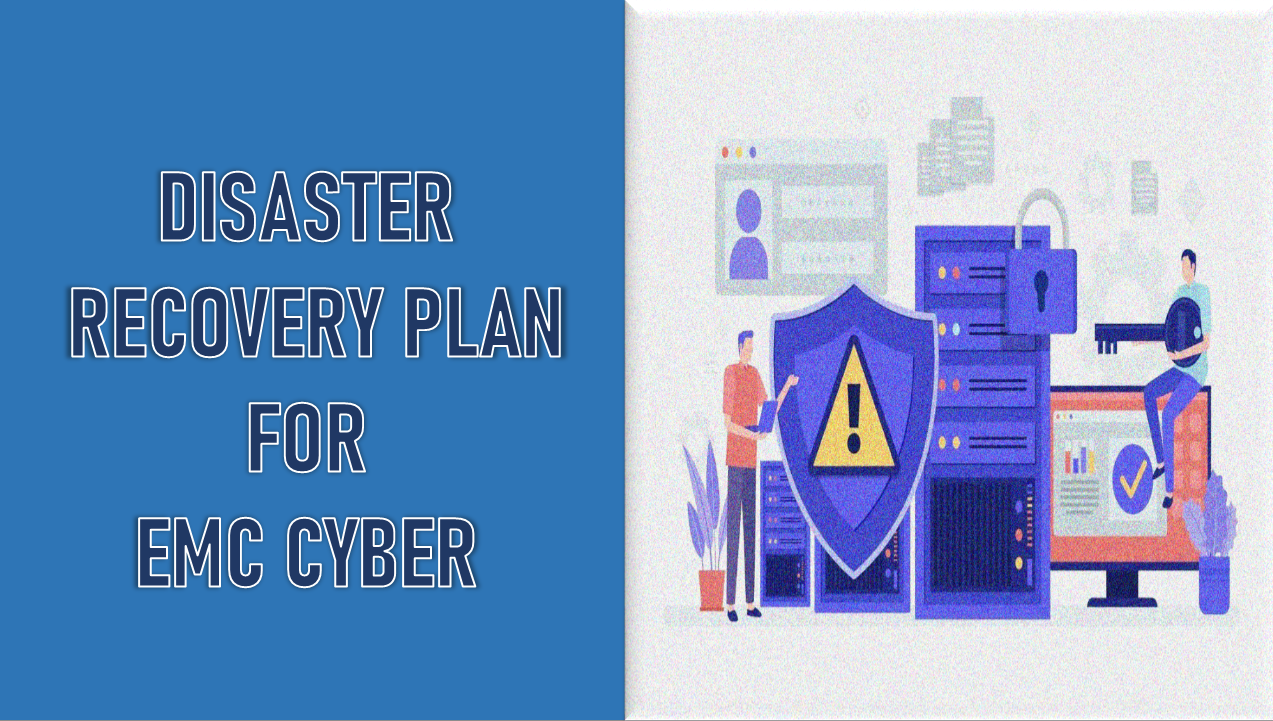 DISASTER
RECOVERY PLAN
FOR
EMC CYBER